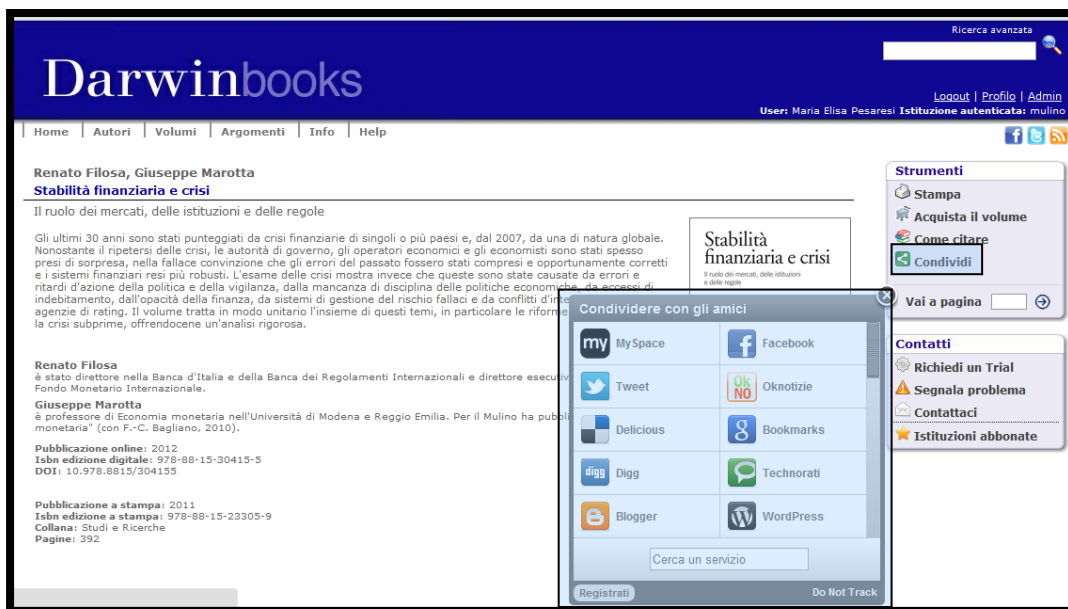 Ricerca avanzata
Darwinbooks
Logout | Profilo | Admin
User: Maria Elisa Pesaresi Istituzione autenticata: mulino
Home | Autori | Volumi | Argomenti | Info | Help
Renato Filosa, Giuseppe Marotta
Stabilità finanziaria e crisi
Il ruolo dei mercati, delle istituzioni e delle regole
Gli ultimi 30 anni sono stati punteggiati da crisi finanziarie di singoli o più paesi e, dal 2007, da una di natura globale.
Nonostante il ripetersi delle crisi, le autorità di governo, gli operatori economici e gli economisti sono stati spesso
presi di sorpresa, nella fallace convinzione che gli errori del passato fossero stati compresi e opportunamente corretti
e i sistemi finanziari resi più robusti. L'esame delle crisi mostra invece che queste sono state causate da errori e
ritardi d'azione della politica e della vigilanza, dalla mancanza di disciplina delle politiche economiche, da eccessi di
indebitamento, dall'opacità della finanza, da sistemi di gestione del rischio fallaci e da conflitti d'inte
agenzie di rating. Il volume tratta in modo unitario l'insieme di questi temi, in particolare le riforme
la crisi subprime, offrendocene un'analisi rigorosa.
Renato Filosa
è stato direttore nella Banca d'Italia e della Banca dei Regolamenti Internazionali e direttore esecutiv
Fondo Monetario Internazionale.
Giuseppe Marotta
è professore di Economia monetaria nell'Università di Modena e Reggio Emilia. Per il Mulino ha pubbli
monetaria" (con F.-C. Bagliano, 2010).
Pubblicazione online: 2012
Isbn edizione digitale: 978-88-15-30415-5
DOI: 10.978.8815/304155
Pubblicazione a stampa: 2011
Isbn edizione a stampa: 978-88-15-23305-9
Collana: Studi e Ricerche
Pagine: 392
Stabilità
finanziaria e crisi
Il ruolo dei mercati, delle istituzioni
e delle regole
Condividere con gli amici
my MySpace
Facebook
Tweet
OK NO Oknotizie
Delicious
Bookmarks
digg Digg
Technorati
Blogger
WordPress
Cerca un servizio
Registrati
Do Not Track
Strumenti
Stampa
Acquista il volume
Come citare
Condividi
Vai a pagina
Contatti
Richiedi un Trial
Segnala problema
Contattaci
Istituzioni abbonate